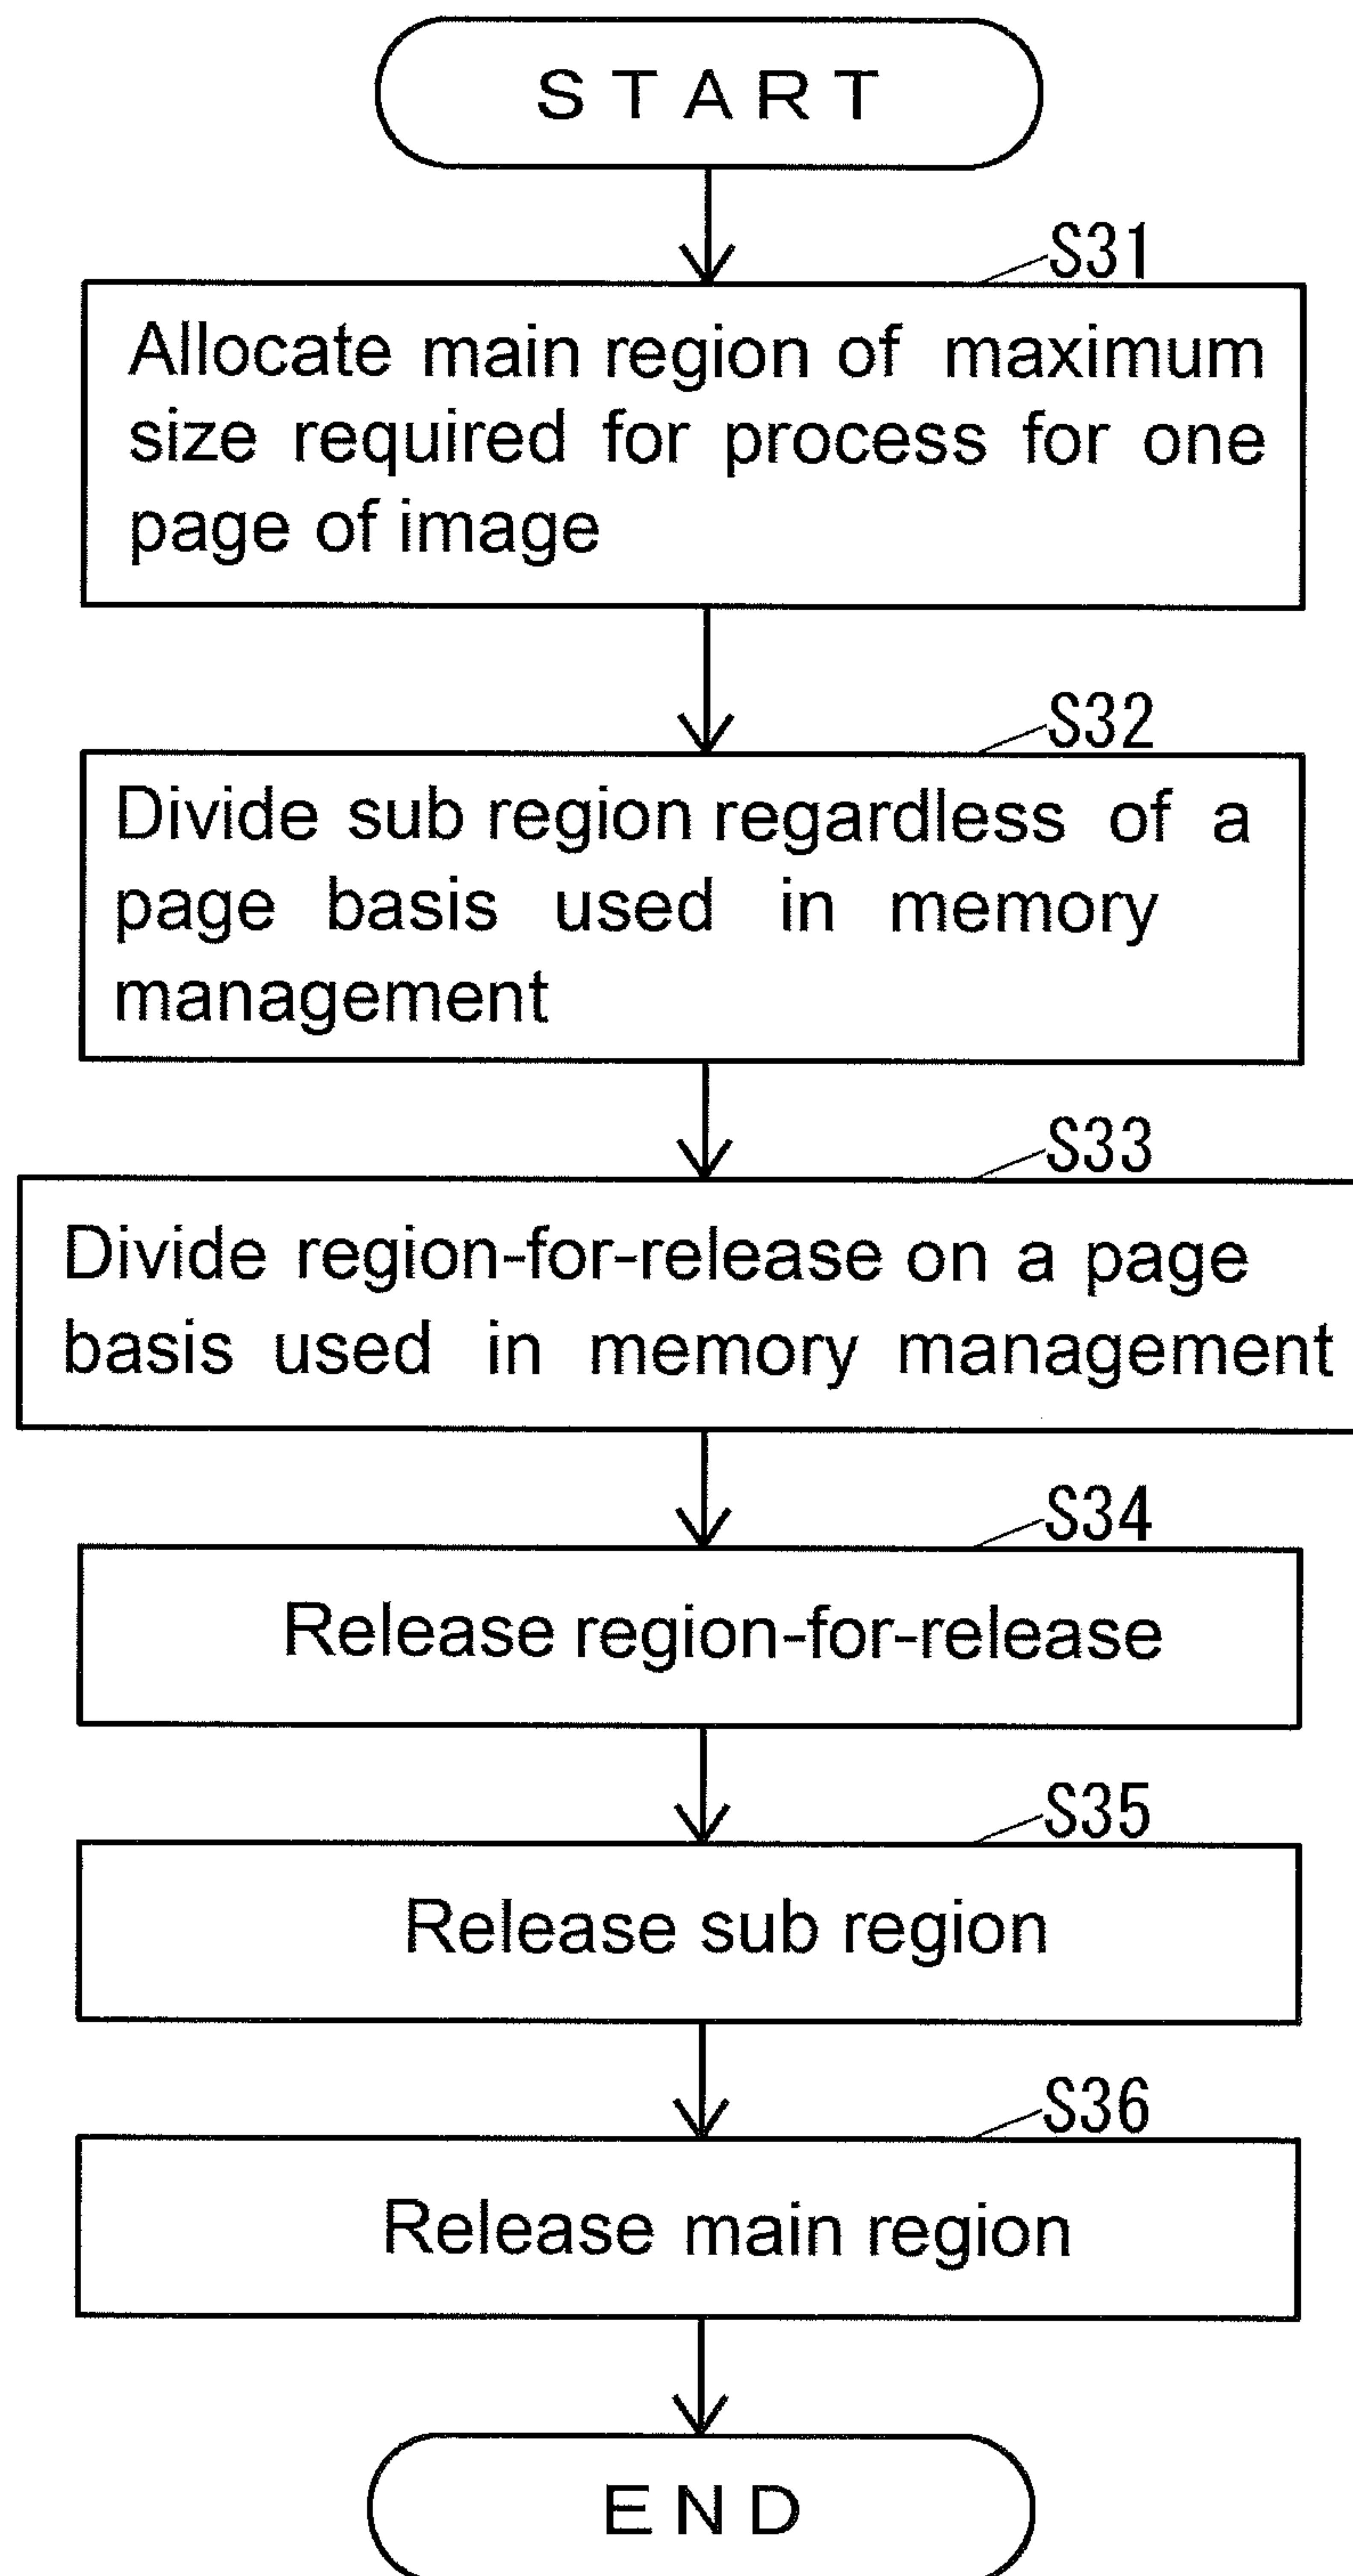 START
S31
Allocate main region of maximum
size required for process for one
page of image
S32
Divide sub region regardless of a
page basis used in memory
management
S33
Divide region-for-release on a page
basis used in memory management
S34
Release region-for-release
S35
Release sub region
S36
Release main region
END